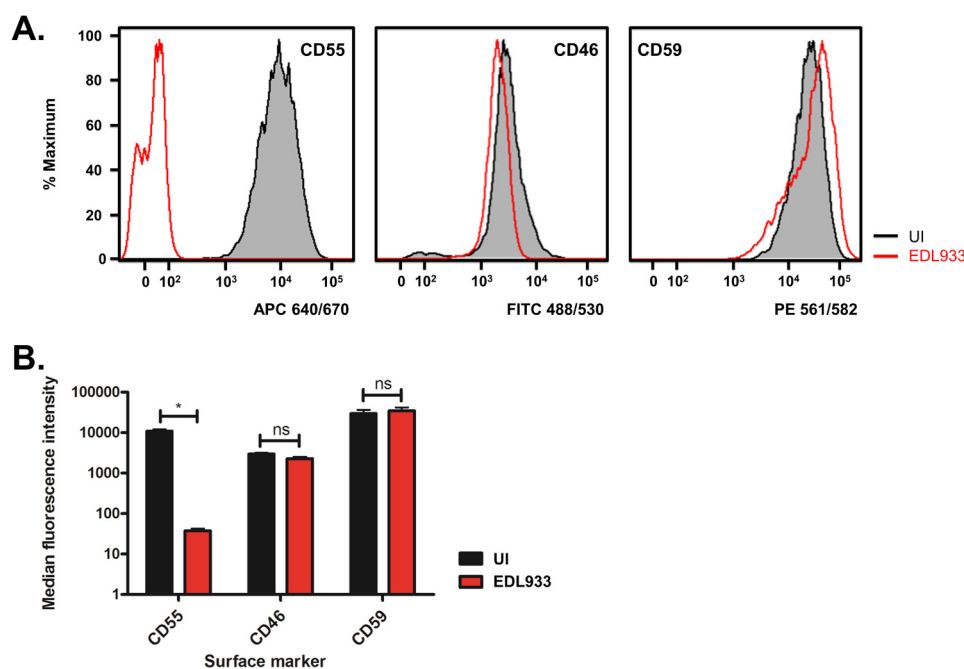 A.
CD55
CD46
CD59
% Maximum
100
80
60
40
20
0
0 10² 10³ 10⁴ 10⁵
0 10² 10³ 10⁴ 10⁵
0 10² 10³ 10⁴ 10⁵
APC 640/670
FITC 488/530
PE 561/582
UI
EDL933
B.
Median fluorescence intensity
100000
10000
1000
100
10
1
*
ns
ns
CD55
CD46
CD59
Surface marker
UI
EDL933